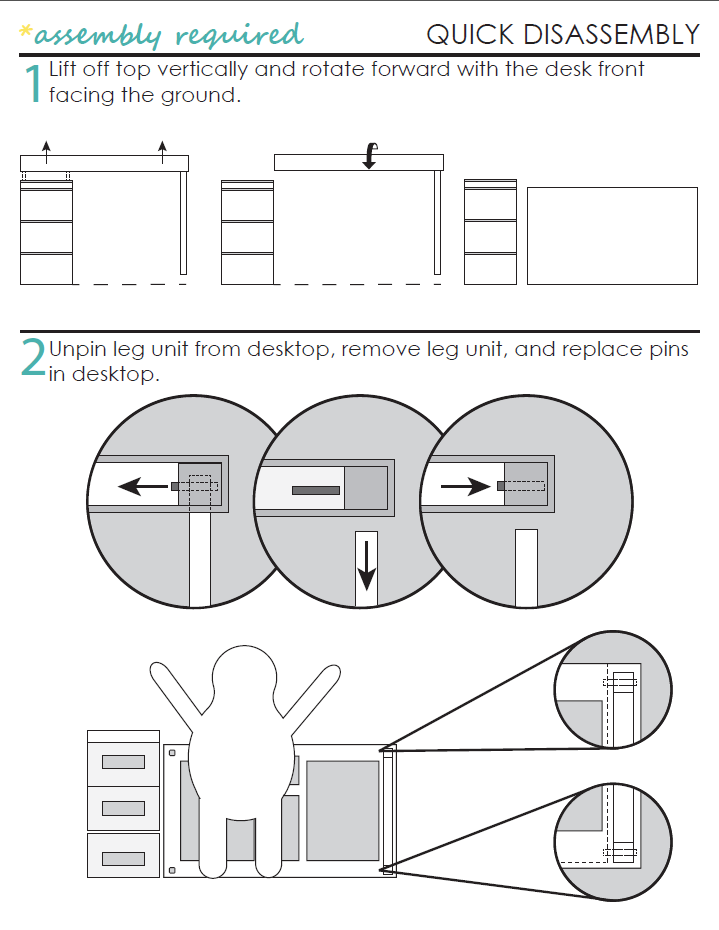 *assembly required
QUICK DISASSEMBLY
1 Lift off top vertically and rotate forward with the desk front
facing the ground.
2 Unpin leg unit from desktop, remove leg unit, and replace pins
in desktop.